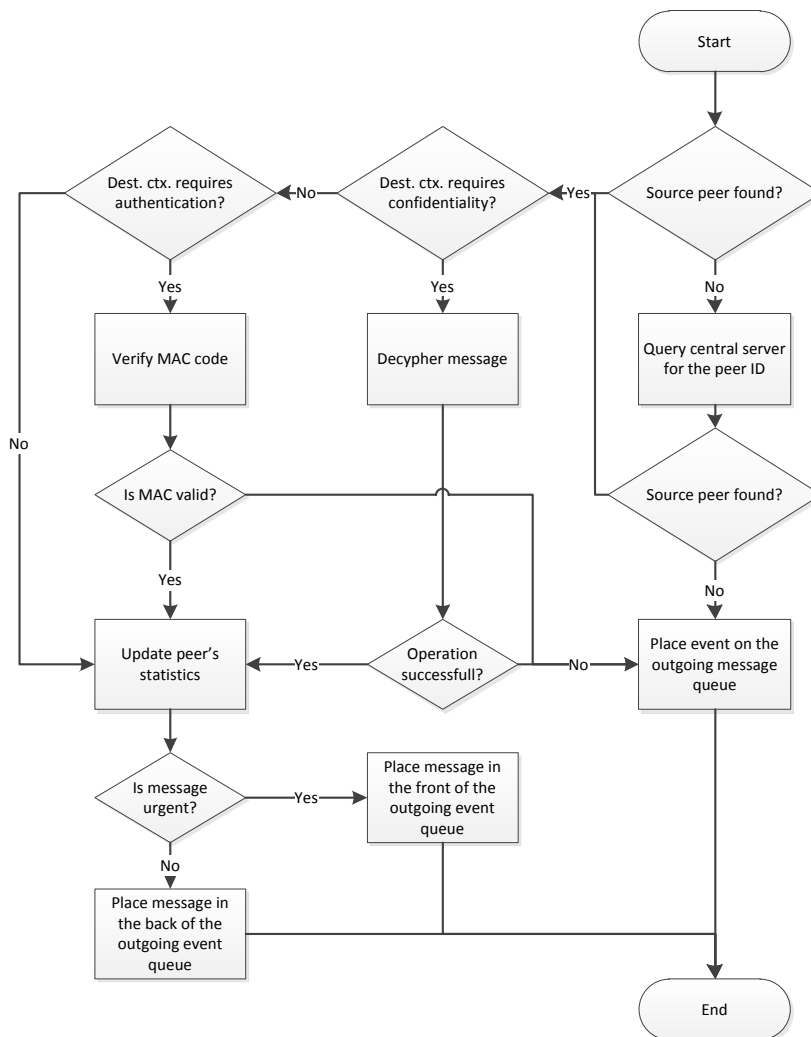 Start
Dest. ctx. requires
authentication?
No
Dest. ctx. requires
confidentiality?
Yes
Source peer found?
Yes
Yes
No
Verify MAC code
Decypher message
Query central server
for the peer ID
No
Is MAC valid?
Source peer found?
Yes
No
Update peer's
statistics
Yes
Operation
successfull?
No
Place event on the
outgoing message
queue
Is message
urgent?
Yes
Place message in
the front of the
outgoing event
queue
No
Place message in
the back of the
outgoing event
queue
End